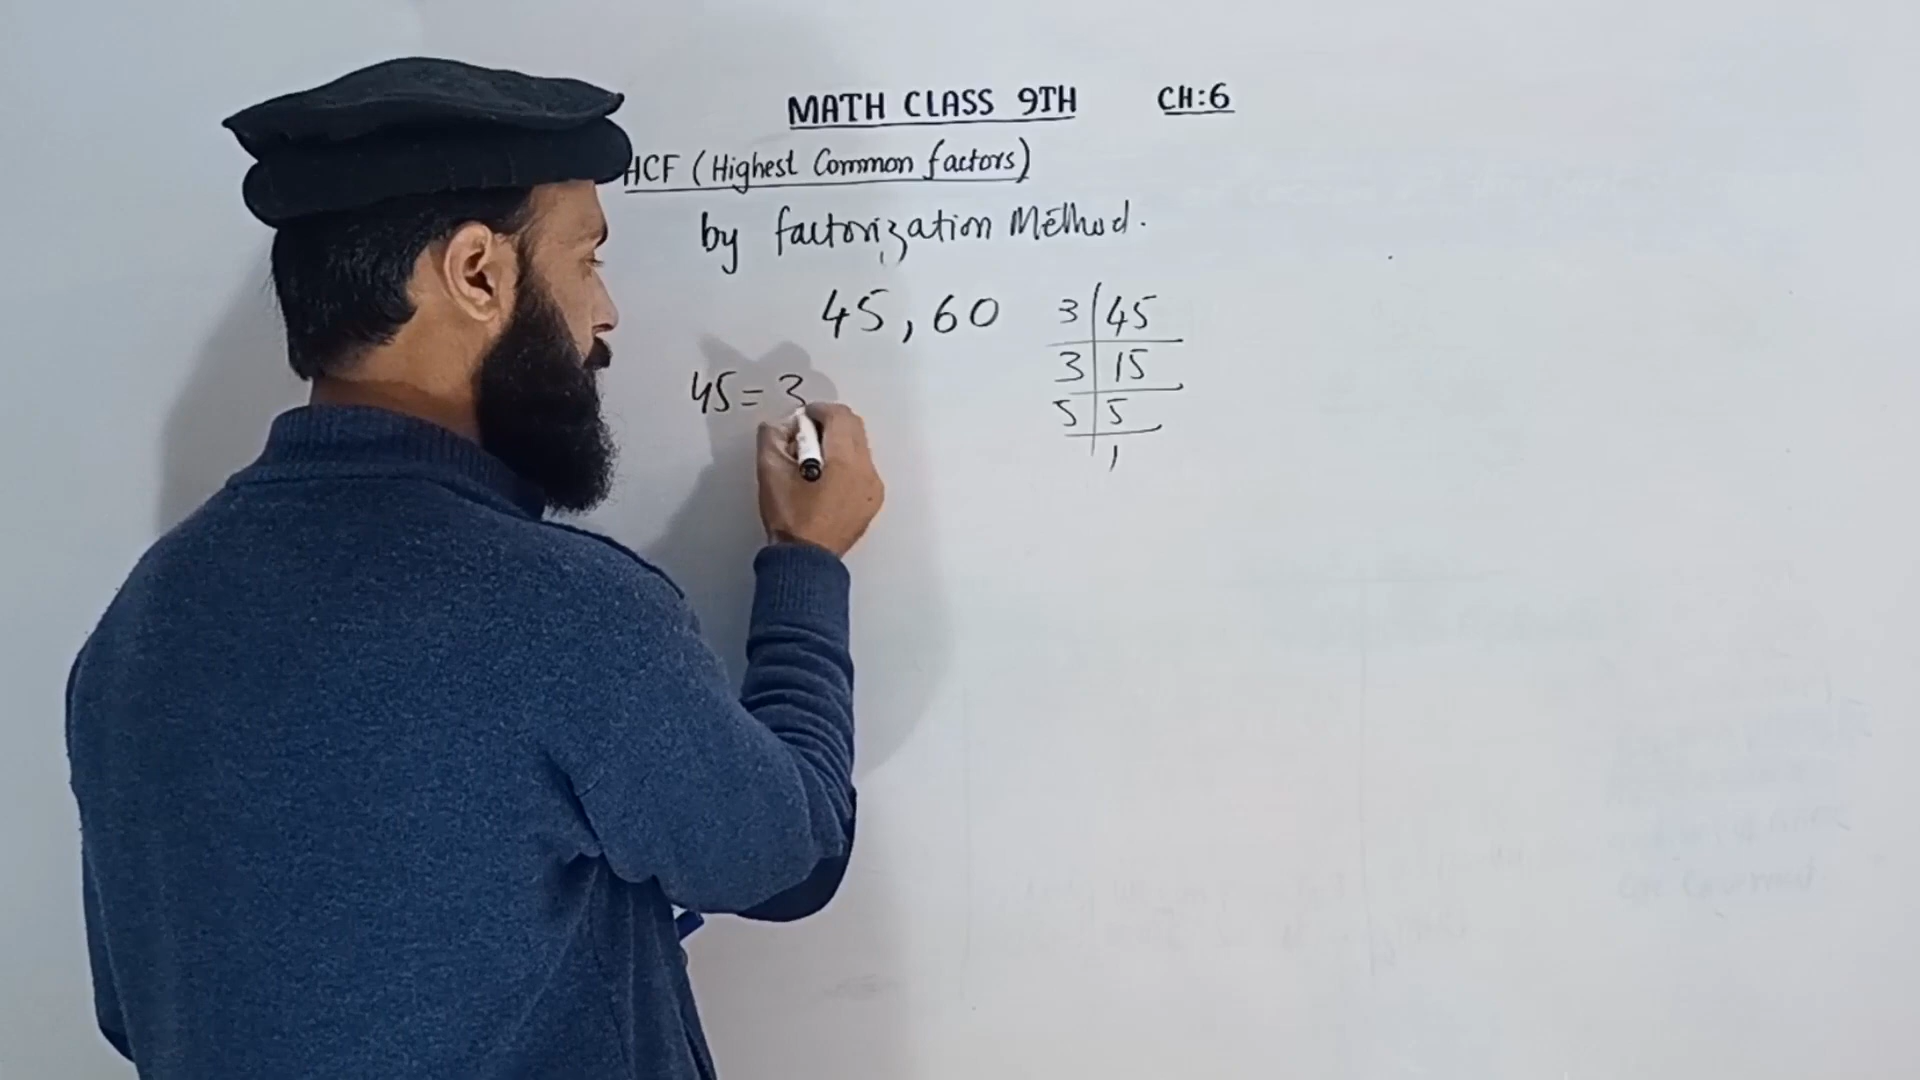 MATH CLASS 9TH CH:6
HCF (Highest Common factors)
by factorization Method.
45, 60
45 = 3
3 | 45
3 | 15
5 | 5
1